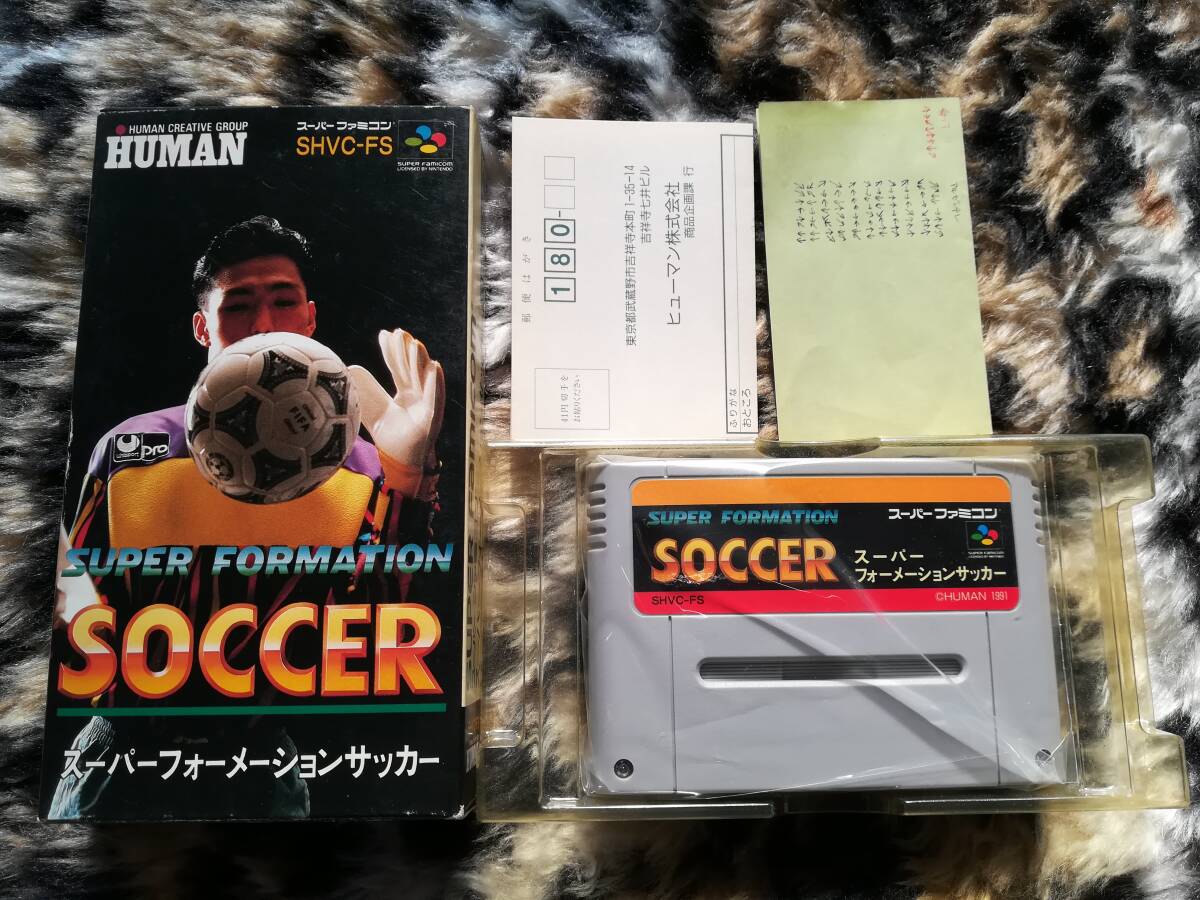 HUMAN CREATIVE GROUP
HUMAN
スーパーファミコン
SHVC-FS
SUPER FAMICOM
LICENSED BY NINTENDO
FIFA
uhlsport
pro
SUPER FORMATION
SOCCER
スーパーフォーメーションサッカー
郵便はがき
180-
東京都武蔵野市吉祥寺本町1-35-14
吉祥寺七井ビル
ヒューマン株式会社
商品企画課 行
41円切手を
お貼りください
ふりがな
おところ
SUPER FORMATION
SOCCER
スーパーファミコン
SUPER FAMICOM
スーパー
フォーメーションサッカー
SHVC-FS
©HUMAN 1991